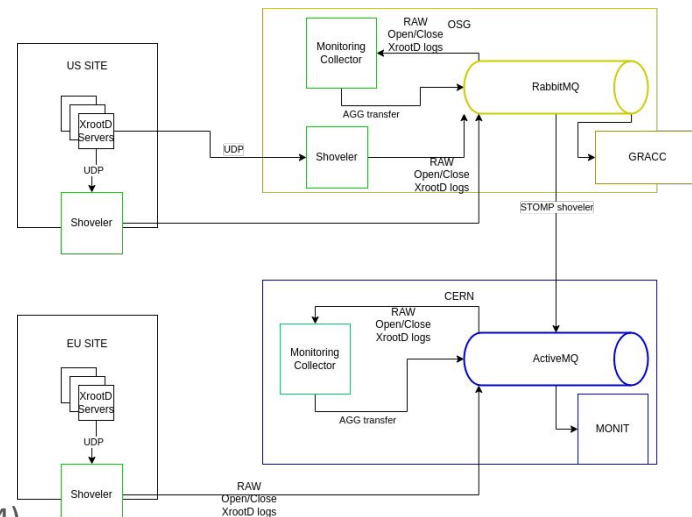 RAW
Open/Close
XrootD logs
OSG
Monitoring
Collector
RabbitMQ
AGG transfer
US SITE
XrootD
Servers
UDP
UDP
Shoveler
RAW
Open/Close
XrootD logs
GRACC
Shoveler
STOMP shoveler
CERN
RAW
Open/Close
XrootD logs
Monitoring
Collector
ActiveMQ
AGG transfer
MONIT
EU SITE
XrootD
Servers
UDP
Shoveler
RAW
Open/Close
XrootD logs